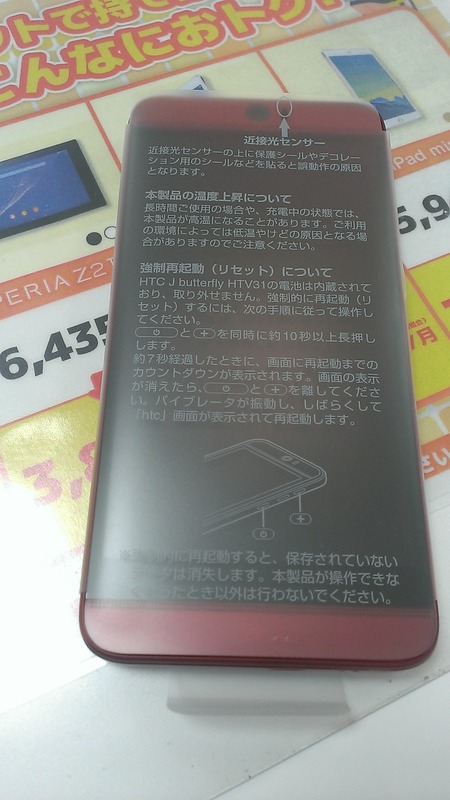 ットで持て
こんなにおトク!
近接光センサー
近接光センサーの上に保護シールやデコレー
ション用のシールなどを貼ると誤動作の原因
となります。
本製品の温度上昇について
長時間ご使用の場合や、充電中の状態では、
本製品が高温になることがあります。ご利用
の環境によっては低温やけどの原因となる場
合がありますのでご注意ください。
強制再起動（リセット）について
HTC J butterfly HTV31の電池は内蔵されて
おり、取り外せません。強制的に再起動（リ
セット）するには、次の手順に従って操作し
てください。
と+を同時に約10秒以上長押し
します。
約7秒経過したときに、画面に再起動までの
カウントダウンが表示されます。画面の表示
が消えたら、と+を離してくださ
い。バイブレータが振動し、しばらくして
「htc」画面が表示されて再起動します。
+
※ 的に再起動すると、保存されていない
データは消失します。本製品が操作できな
くなったとき以外は行わないでください。
iPad mini
5,9
PERIA Z2 T
6,435
/月
3,8
さい